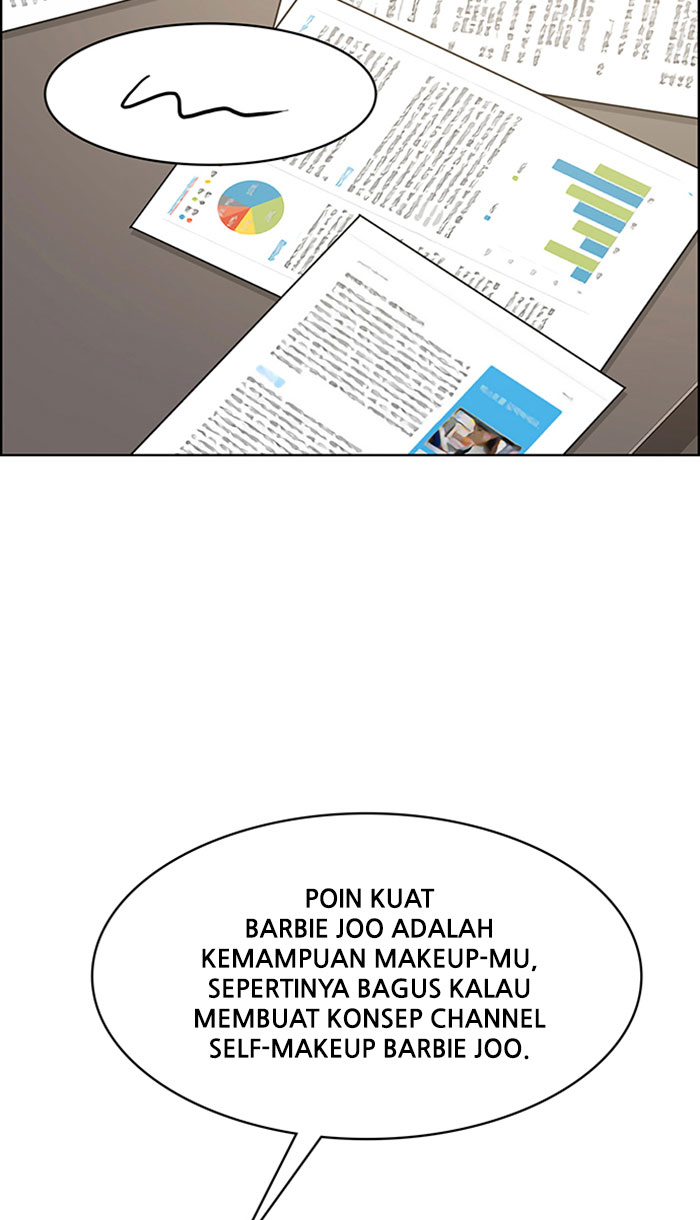 POIN KUAT
BARBIE JOO ADALAH
KEMAMPUAN MAKEUP-MU,
SEPERTINYA BAGUS KALAU
MEMBUAT KONSEP CHANNEL
SELF-MAKEUP BARBIE JOO.